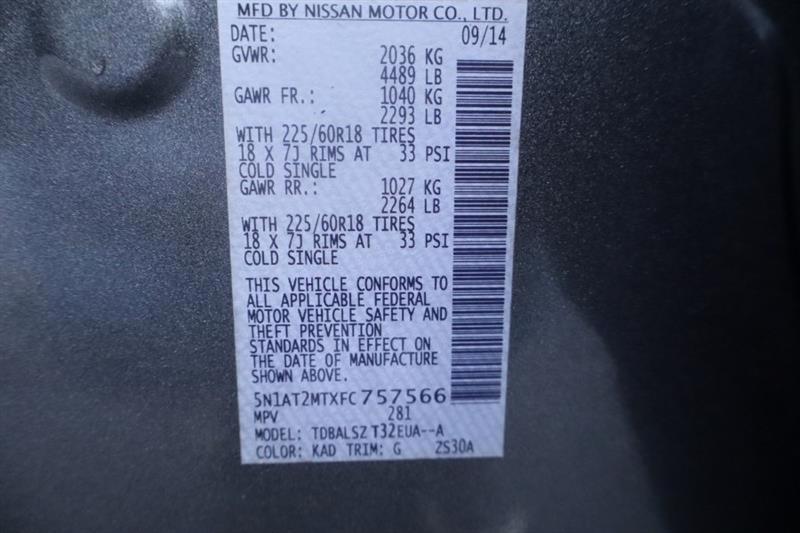 MFD BY NISSAN MOTOR CO., LTD.
DATE: 09/14
GVWR: 2036 KG
4489 LB
GAWR FR.: 1040 KG
2293 LB
WITH 225/60R18 TIRES
18 X 7J RIMS AT 33 PSI
COLD SINGLE
GAWR RR.: 1027 KG
2264 LB
WITH 225/60R18 TIRES
18 X 7J RIMS AT 33 PSI
COLD SINGLE
THIS VEHICLE CONFORMS TO
ALL APPLICABLE FEDERAL
MOTOR VEHICLE SAFETY AND
THEFT PREVENTION
STANDARDS IN EFFECT ON
THE DATE OF MANUFACTURE
SHOWN ABOVE.
5N1AT2MTXFC757566
MPV 281
MODEL: TDBALSZ T32EUA--A
COLOR: KAD TRIM: G ZS30A